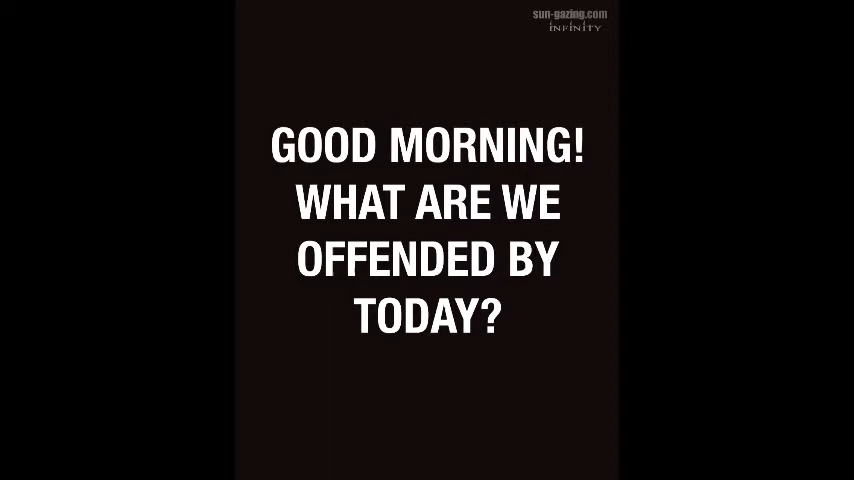 sun-gazing.com
INFINITY
GOOD MORNING!
WHAT ARE WE
OFFENDED BY
TODAY?